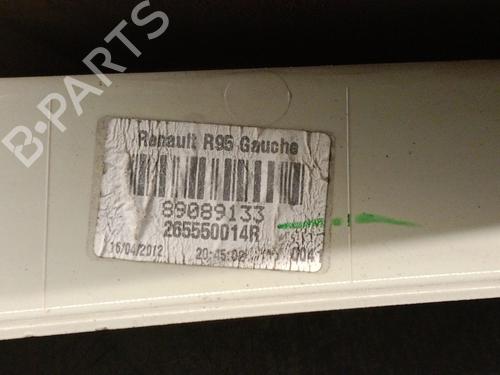 B-PARTS
Renault R95 Gauche
89089133
265550014R
16/04/2012 20:45:02 004